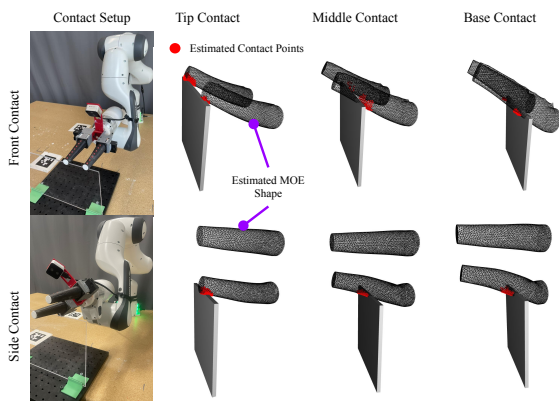 Contact Setup
Tip Contact
Middle Contact
Base Contact
Estimated Contact Points
Front Contact
Estimated MOE
Shape
Side Contact